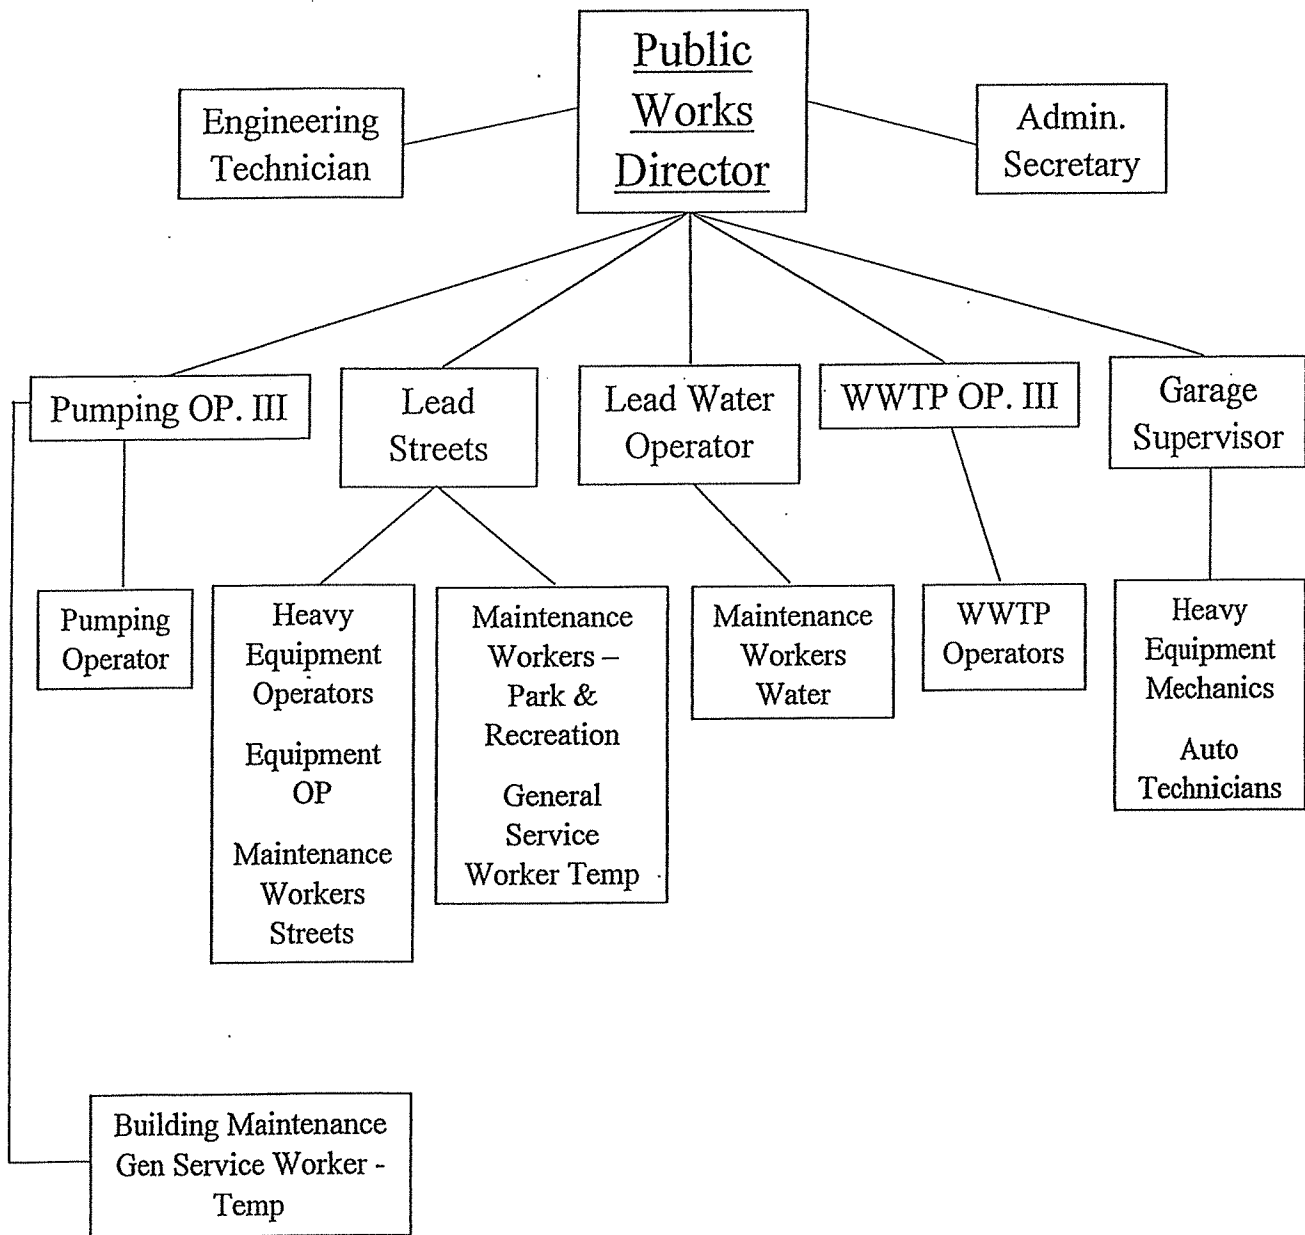 Public
Works
Director
Engineering
Technician
Admin.
Secretary
Pumping OP. III
Lead
Streets
Lead Water
Operator
WWTP OP. III
Garage
Supervisor
Pumping
Operator
Heavy
Equipment
Operators
Equipment
OP
Maintenance
Workers
Streets
Maintenance
Workers –
Park &
Recreation
General
Service
Worker Temp
Maintenance
Workers
Water
WWTP
Operators
Heavy
Equipment
Mechanics
Auto
Technicians
Building Maintenance
Gen Service Worker -
Temp